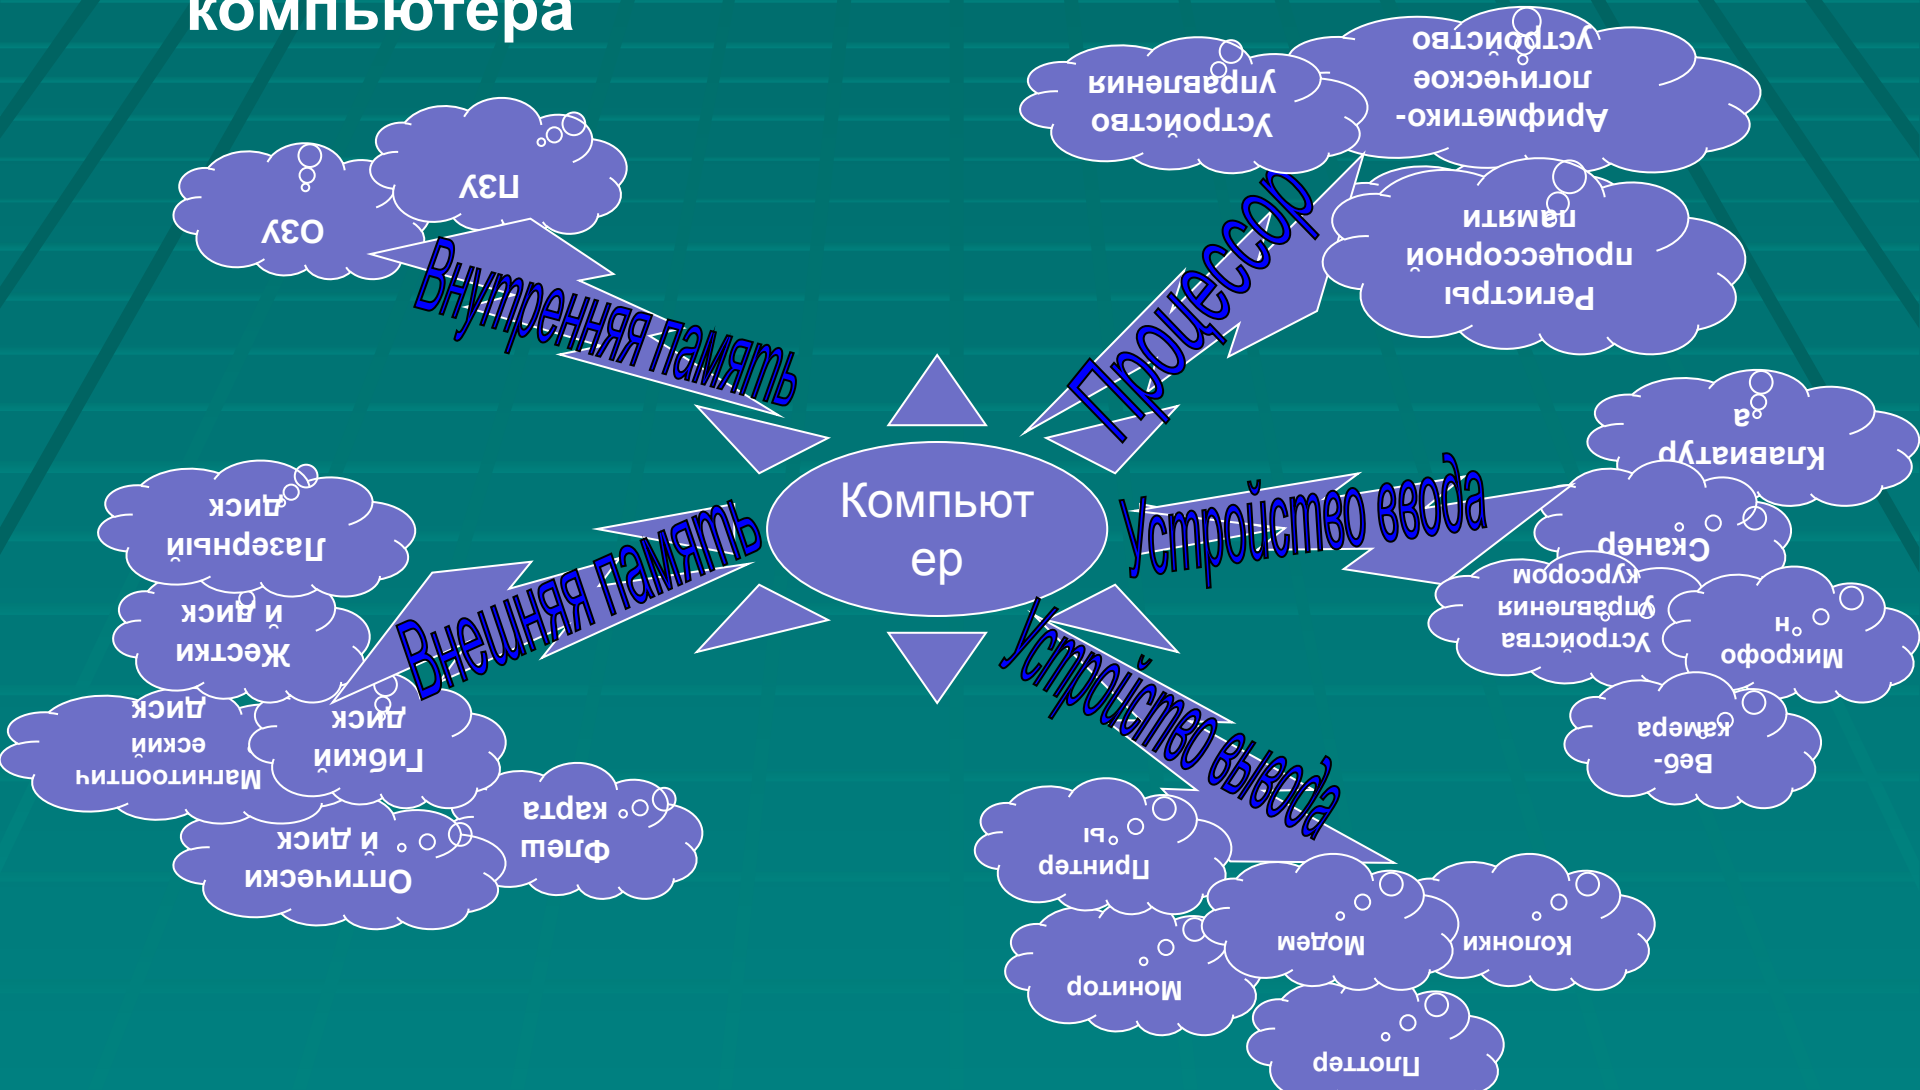 компьютера
Устройство
управления
Арифметико-
логическое
устройство
ПЗУ
ОЗУ
Регистры
процессорной
памяти
Внутренняя память
Процессор
Клавиатур
а
Сканер
Устройства
управления
курсором
Микрофо
н
Веб-
камера
Компьют
ер
Устройство ввода
Лазерный
диск
Жестки
й диск
Внешняя память
Гибкий
диск
Магнитооптич
еский
диск
Флеш
карта
Оптически
й диск
Устройство вывода
Принтер
ы
Монитор
Модем
Колонки
Плоттер